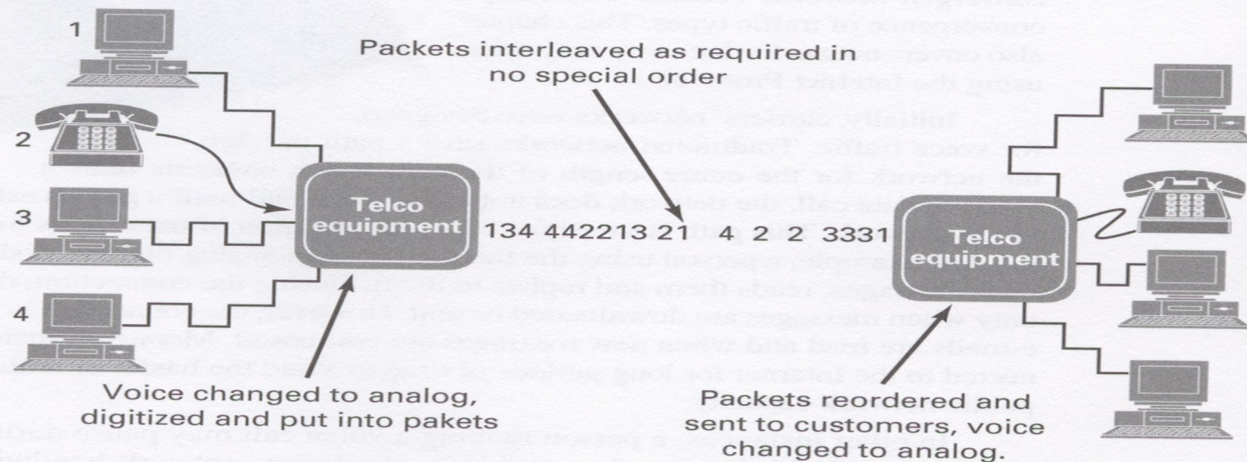 1
Packets interleaved as required in
no special order
2
3
Telco
equipment
134 442213 21 4 2 2 3331
Telco
equipment
4
Voice changed to analog,
digitized and put into pakets
Packets reordered and
sent to customers, voice
changed to analog.